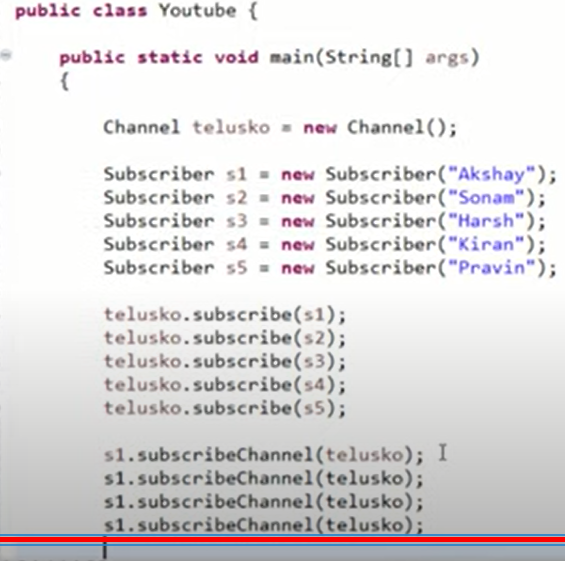 public class Youtube {
public static void main(String[] args)
{
Channel telusko = new Channel();
Subscriber s1 = new Subscriber("Akshay");
Subscriber s2 = new Subscriber("Sonam");
Subscriber s3 = new Subscriber("Harsh");
Subscriber s4 = new Subscriber("Kiran");
Subscriber s5 = new Subscriber("Pravin");
telusko.subscribe(s1);
telusko.subscribe(s2);
telusko.subscribe(s3);
telusko.subscribe(s4);
telusko.subscribe(s5);
s1.subscribeChannel(telusko);
s1.subscribeChannel(telusko);
s1.subscribeChannel(telusko);
s1.subscribeChannel(telusko);